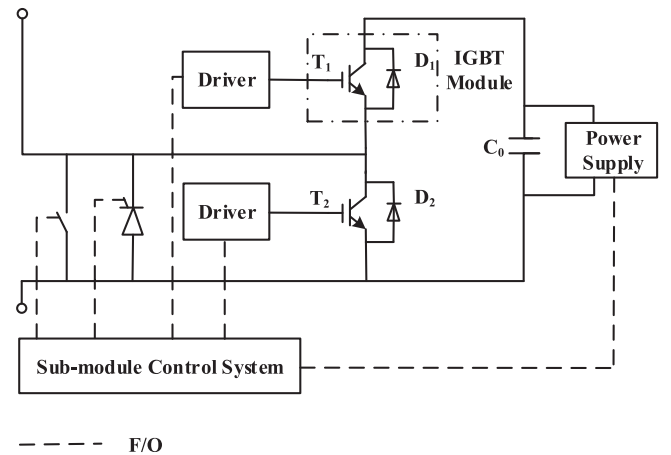 T₁
D₁
IGBT
Module
Driver
C₀
Power
Supply
Driver
T₂
D₂
Sub-module Control System
F/O